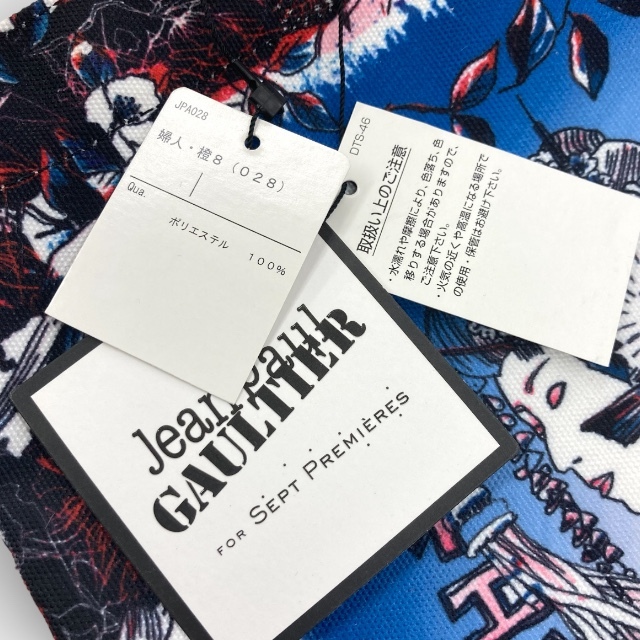 JPA028
婦人・橙8(028)
Qua.
ポリエステル 100%
DTS-46
取扱い上のご注意
・水濡れや摩擦により、色落ち、色
移りする場合がありますので、
ご注意下さい。
・火気の近くや高温になる場所で
の使用・保管はお避け下さい。
Jean Paul
GAULTIER
FOR SEPT PREMIÈRES